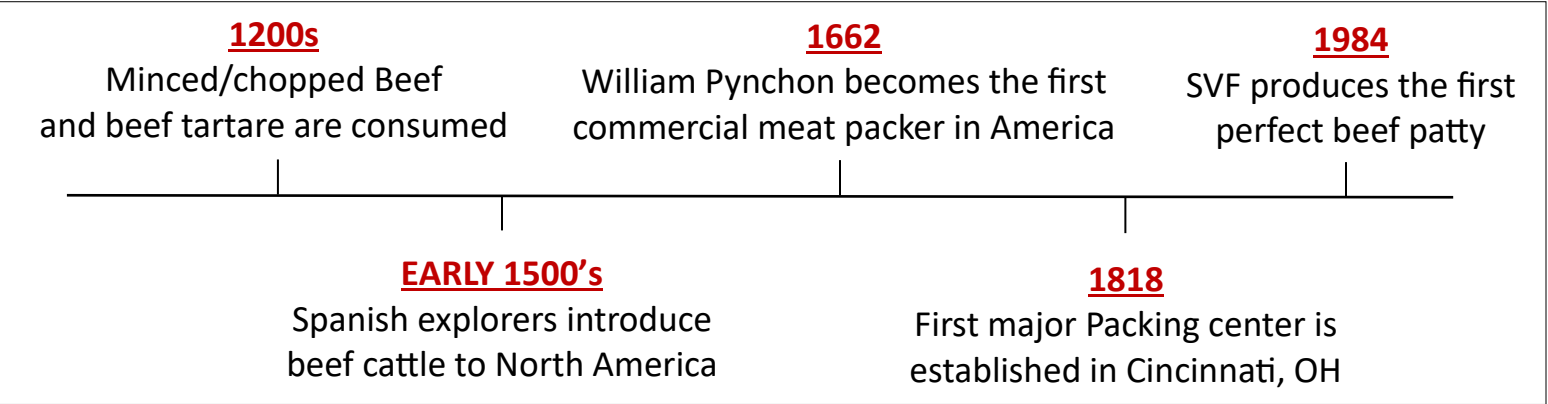 1200s
Minced/chopped Beef
and beef tartare are consumed
EARLY 1500’s
Spanish explorers introduce
beef cattle to North America
1662
William Pynchon becomes the first
commercial meat packer in America
1818
First major Packing center is
established in Cincinnati, OH
1984
SVF produces the first
perfect beef patty